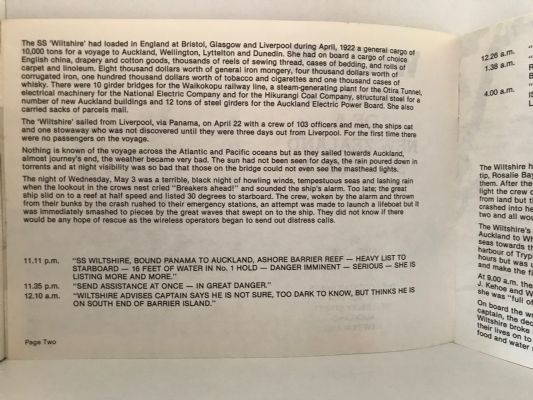 The SS 'Wiltshire' had loaded in England at Bristol, Glasgow and Liverpool during April, 1922 a general cargo of
10,000 tons for a voyage to Auckland, Wellington, Lyttelton and Dunedin. She had on board a cargo of choice
English china, drapery and cotton goods, thousands of reels of sewing thread, cases of bedding, and rolls of
carpet and linoleum. Eight thousand dollars worth of general iron mongery, four thousand dollars worth of
corrugated iron, one hundred thousand dollars worth of tobacco and cigarettes and one thousand cases of
whisky. There were 10 girder bridges for the Waikokopu railway line, a steam-generating plant for the Otira Tunnel,
electrical machinery for the National Electric Company and for the Hikurangi Coal Company, structural steel for a
number of new Auckland buildings and 12 tons of steel girders for the Auckland Electric Power Board. She also
carried sacks of parcels mail.
The 'Wiltshire' sailed from Liverpool, via Panama, on April 22 with a crew of 103 officers and men, the ships cat
and one stowaway who was not discovered until they were three days out from Liverpool. For the first time there
were no passengers on the voyage.
Nothing is known of the voyage across the Atlantic and Pacific oceans but as they sailed towards Auckland,
almost journey's end, the weather became very bad. The sun had not been seen for days, the rain poured down in
torrents and at night visibility was so bad that those on the bridge could not even see the masthead lights.
The night of Wednesday, May 3 was a terrible, black night of howling winds, tempestuous seas and lashing rain
when the lookout in the crows nest cried "Breakers ahead!" and sounded the ship's alarm. Too late; the great
ship slid on to a reef at half speed and listed 30 degrees to starboard. The crew, woken by the alarm and thrown
from their bunks by the crash rushed to their emergency stations, an attempt was made to launch a lifeboat but it
was immediately smashed to pieces by the great waves that swept on to the ship. They did not know if there
would be any hope of rescue as the wireless operators began to send out distress calls.
11.11 p.m. "SS WILTSHIRE, BOUND PANAMA TO AUCKLAND, ASHORE BARRIER REEF — HEAVY LIST TO
STARBOARD — 16 FEET OF WATER IN No. 1 HOLD — DANGER IMMINENT — SERIOUS — SHE IS
LISTING MORE AND MORE."
11.35 p.m. "SEND ASSISTANCE AT ONCE — IN GREAT DANGER."
12.10 a.m. "WILTSHIRE ADVISES CAPTAIN SAYS HE IS NOT SURE, TOO DARK TO KNOW, BUT THINKS HE IS
ON SOUTH END OF BARRIER ISLAND."
Page Two
12.26 a.m.
1.38 a.m.
4.00 a.m.
The Wiltshire h
tip, Rosalie Bay
them. After the
light the crew c
from land but t
crashed into he
two and all wou
The Wiltshire's
Auckland to Wh
seas towards th
harbour of Tryp
hours but was
and make the fi
At 9.00 a.m. the
J. Kehoe and W
she was "full of
On board the w
captain, the dec
Wiltshire broke
their lives on to
food and water